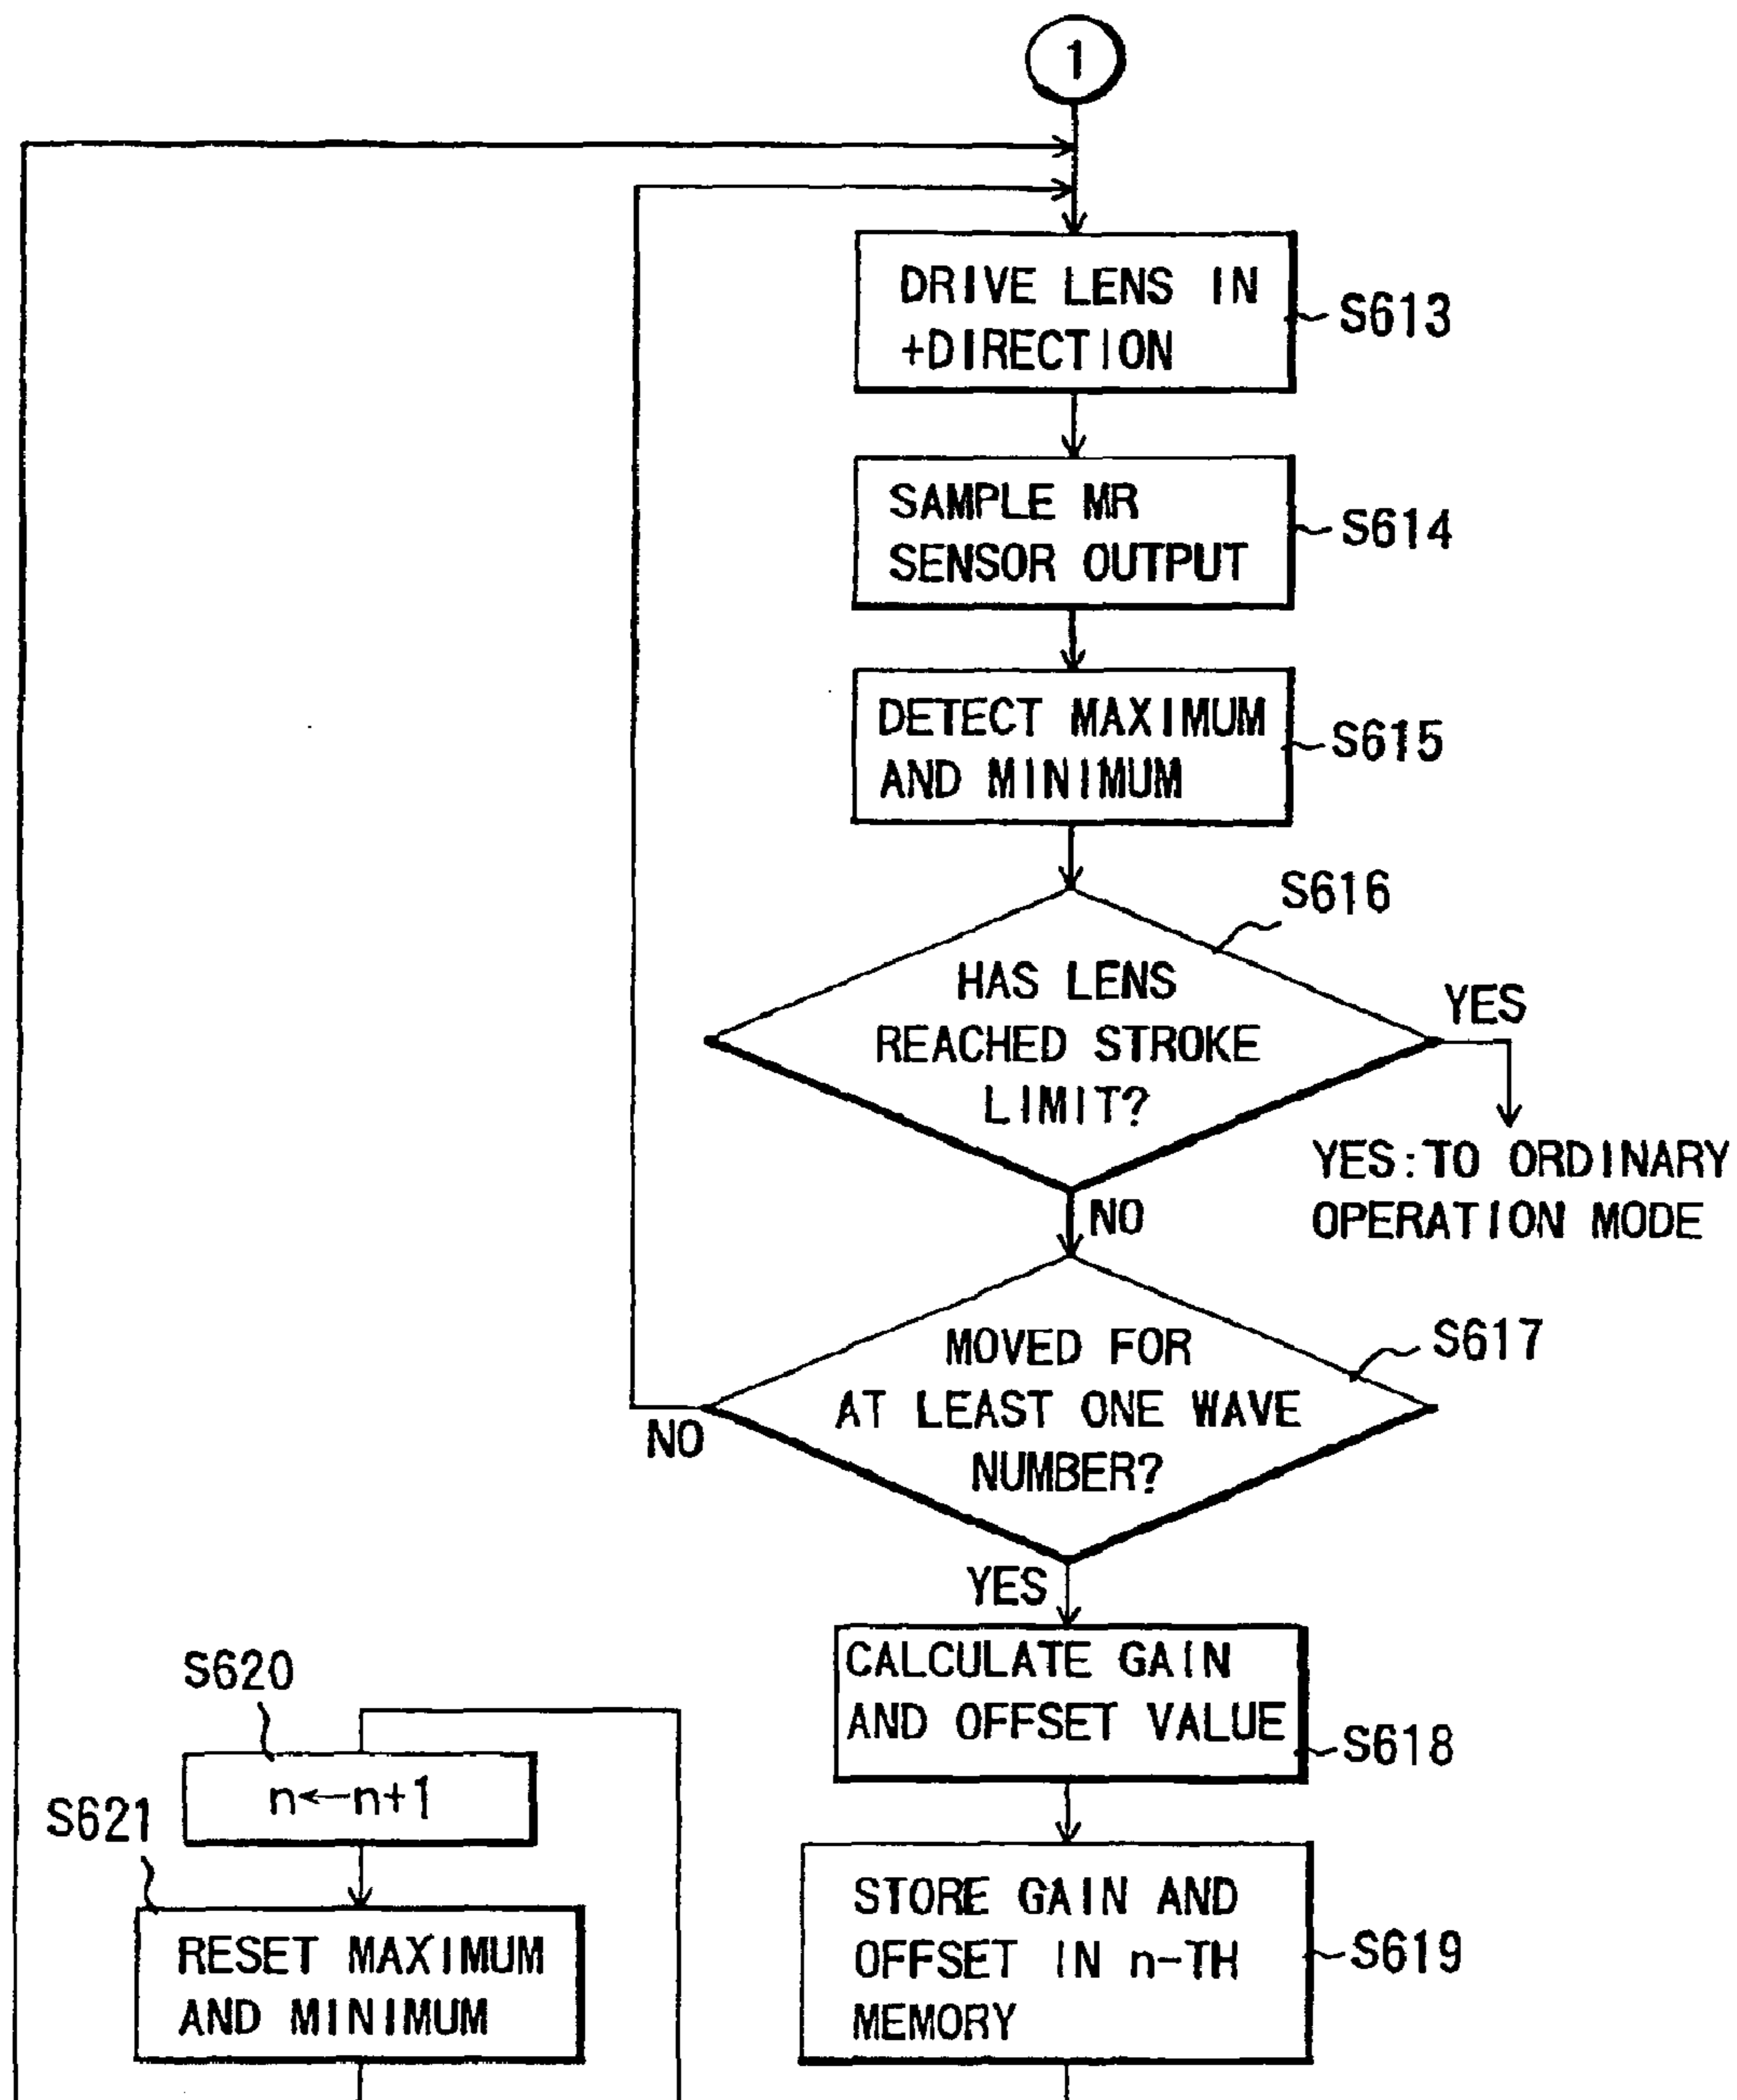 1
DRIVE LENS IN
+DIRECTION
S613
SAMPLE MR
SENSOR OUTPUT
S614
DETECT MAXIMUM
AND MINIMUM
S615
S616
HAS LENS
REACHED STROKE
LIMIT?
YES
YES:TO ORDINARY
OPERATION MODE
NO
S617
MOVED FOR
AT LEAST ONE WAVE
NUMBER?
NO
YES
CALCULATE GAIN
AND OFFSET VALUE
S618
STORE GAIN AND
OFFSET IN n-TH
MEMORY
S619
S620
n←n+1
S621
RESET MAXIMUM
AND MINIMUM